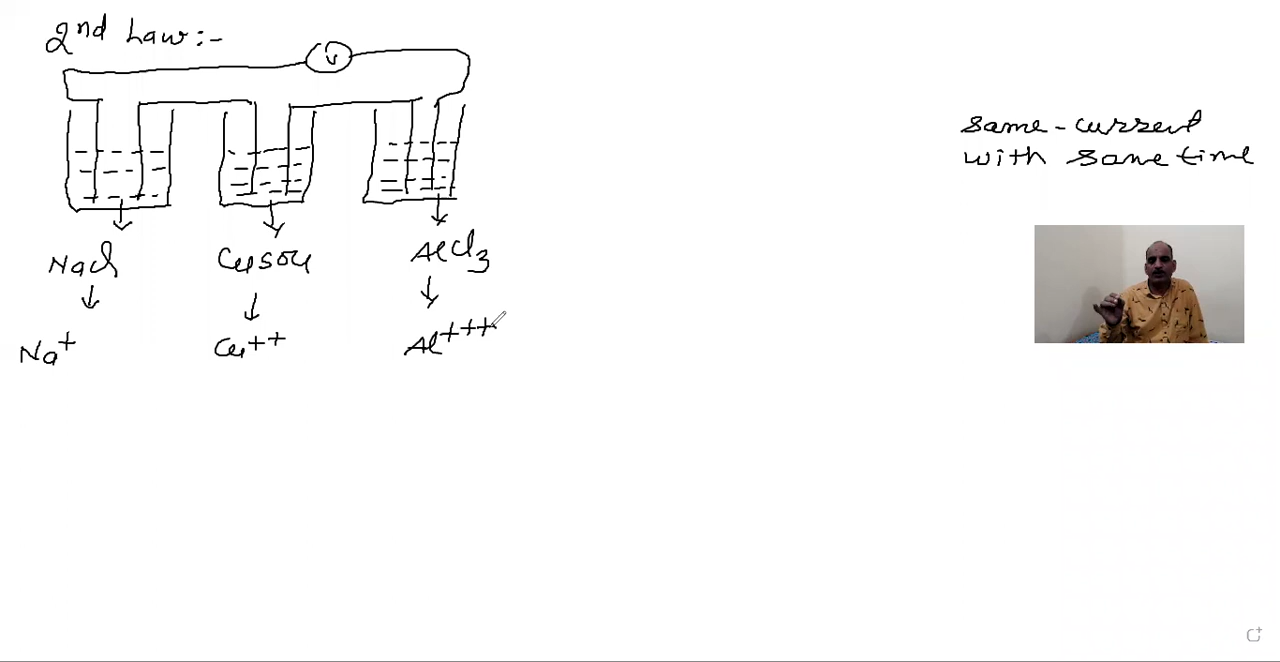 2nd Law:-
V
same-current
with same time
NaCl
CuSO4
AlCl3
Na+
Cu++
Al+++